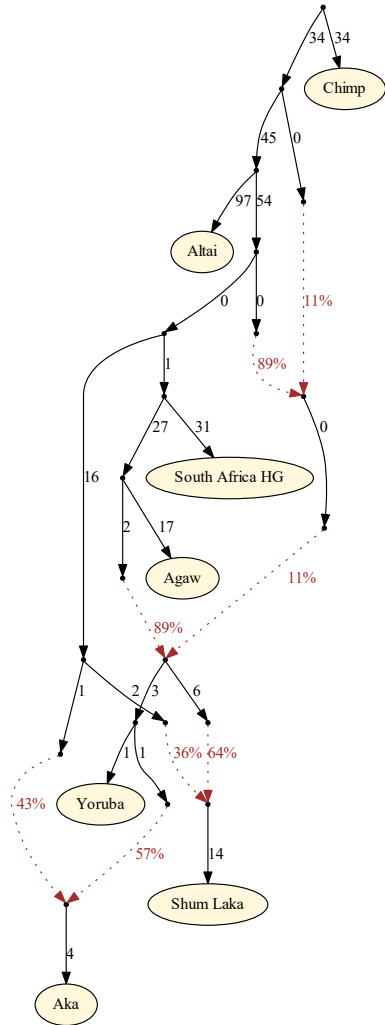 34 34
Chimp
45 0
97 54
Altai
0 0 11%
89%
1
27 31 0
South Africa HG
16
2 17
Agaw
11%
89%
1 2 3 6
36% 64%
1 1
Yoruba
43%
57%
14
Shum Laka
4
Aka